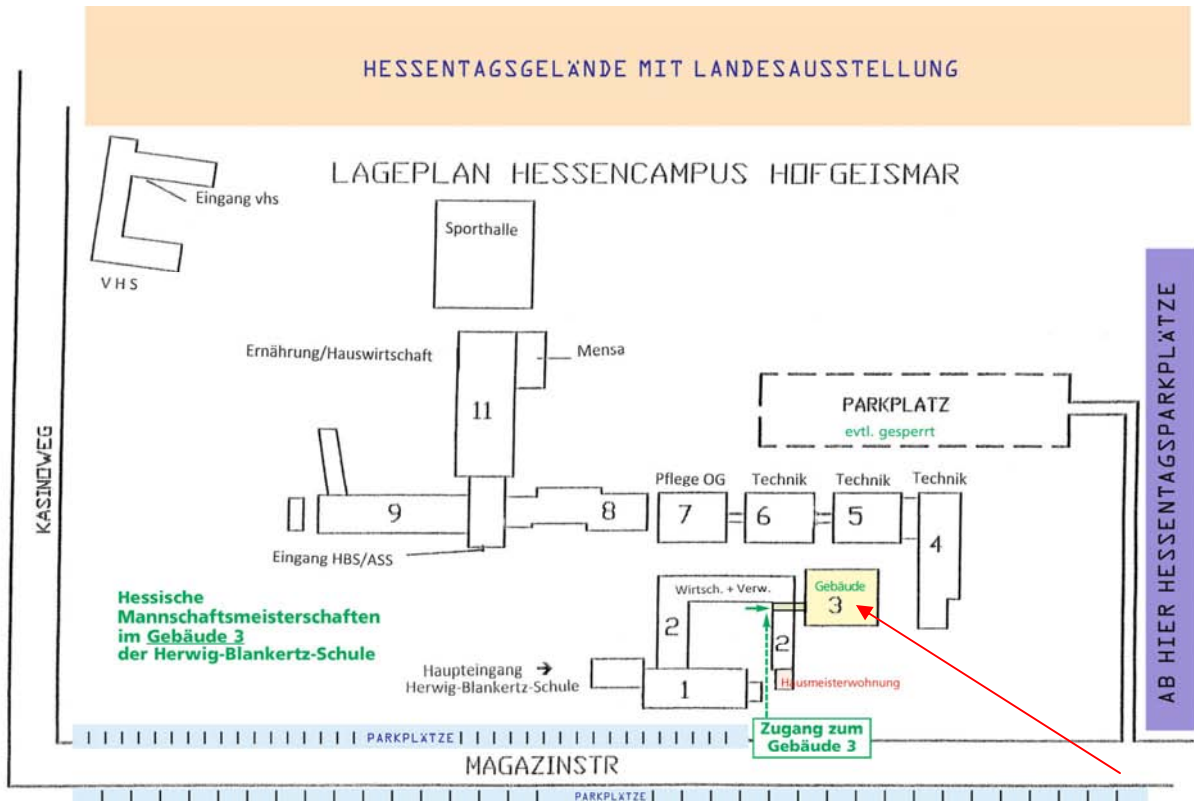 HESSENTAGSGELÄNDE MIT LANDESAUSSTELLUNG
LAGEPLAN HESSENCAMPUS HOFGEISMAR
Eingang vhs
V H S
Sporthalle
Ernährung/Hauswirtschaft
Mensa
11
PARKPLATZ
evtl. gesperrt
AB HIER HESSENTAGSPARKPLÄTZE
KASINOWEG
Pflege OG
Technik
Technik
Technik
9
8
7
6
5
4
Eingang HBS/ASS
Wirtsch. + Verw.
Gebäude
3
2
2
Hessische
Mannschaftsmeisterschaften
im Gebäude 3
der Herwig-Blankertz-Schule
Haupteingang →
Herwig-Blankertz-Schule
1
Hausmeisterwohnung
Zugang zum
Gebäude 3
PARKPLÄTZE
MAGAZINSTR
PARKPLÄTZE